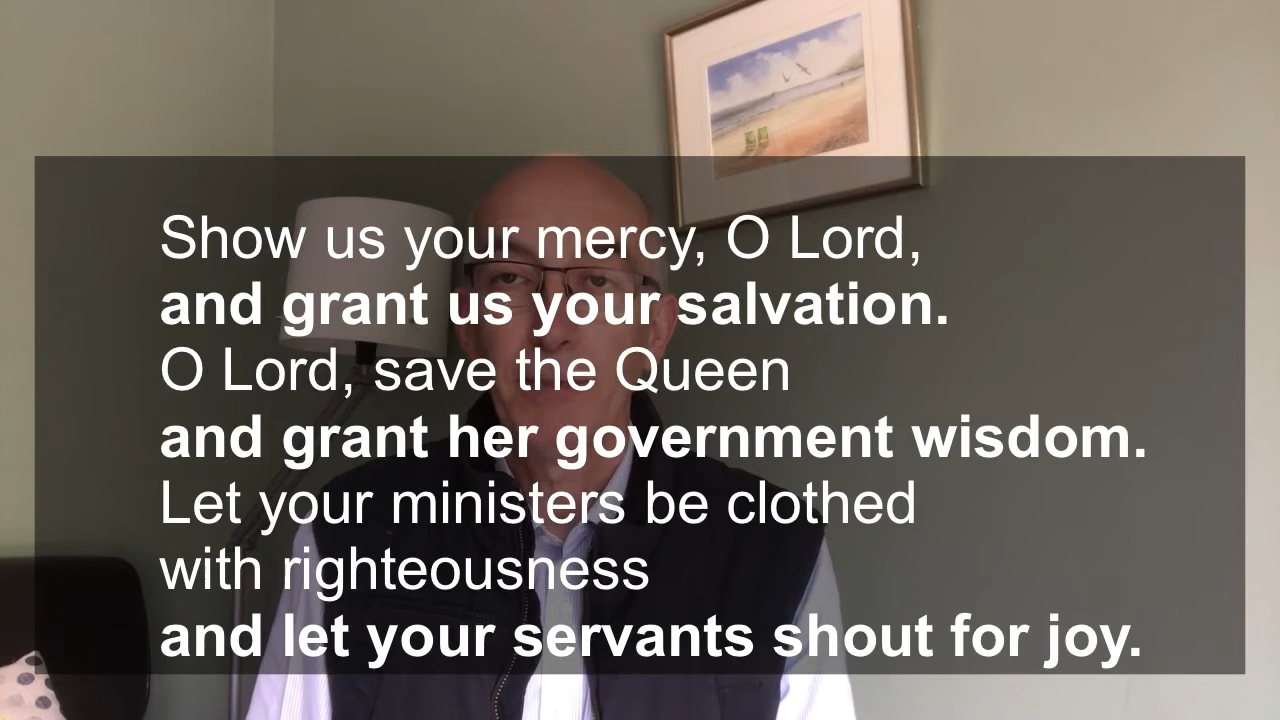 Show us your mercy, O Lord,
and grant us your salvation.
O Lord, save the Queen
and grant her government wisdom.
Let your ministers be clothed
with righteousness
and let your servants shout for joy.